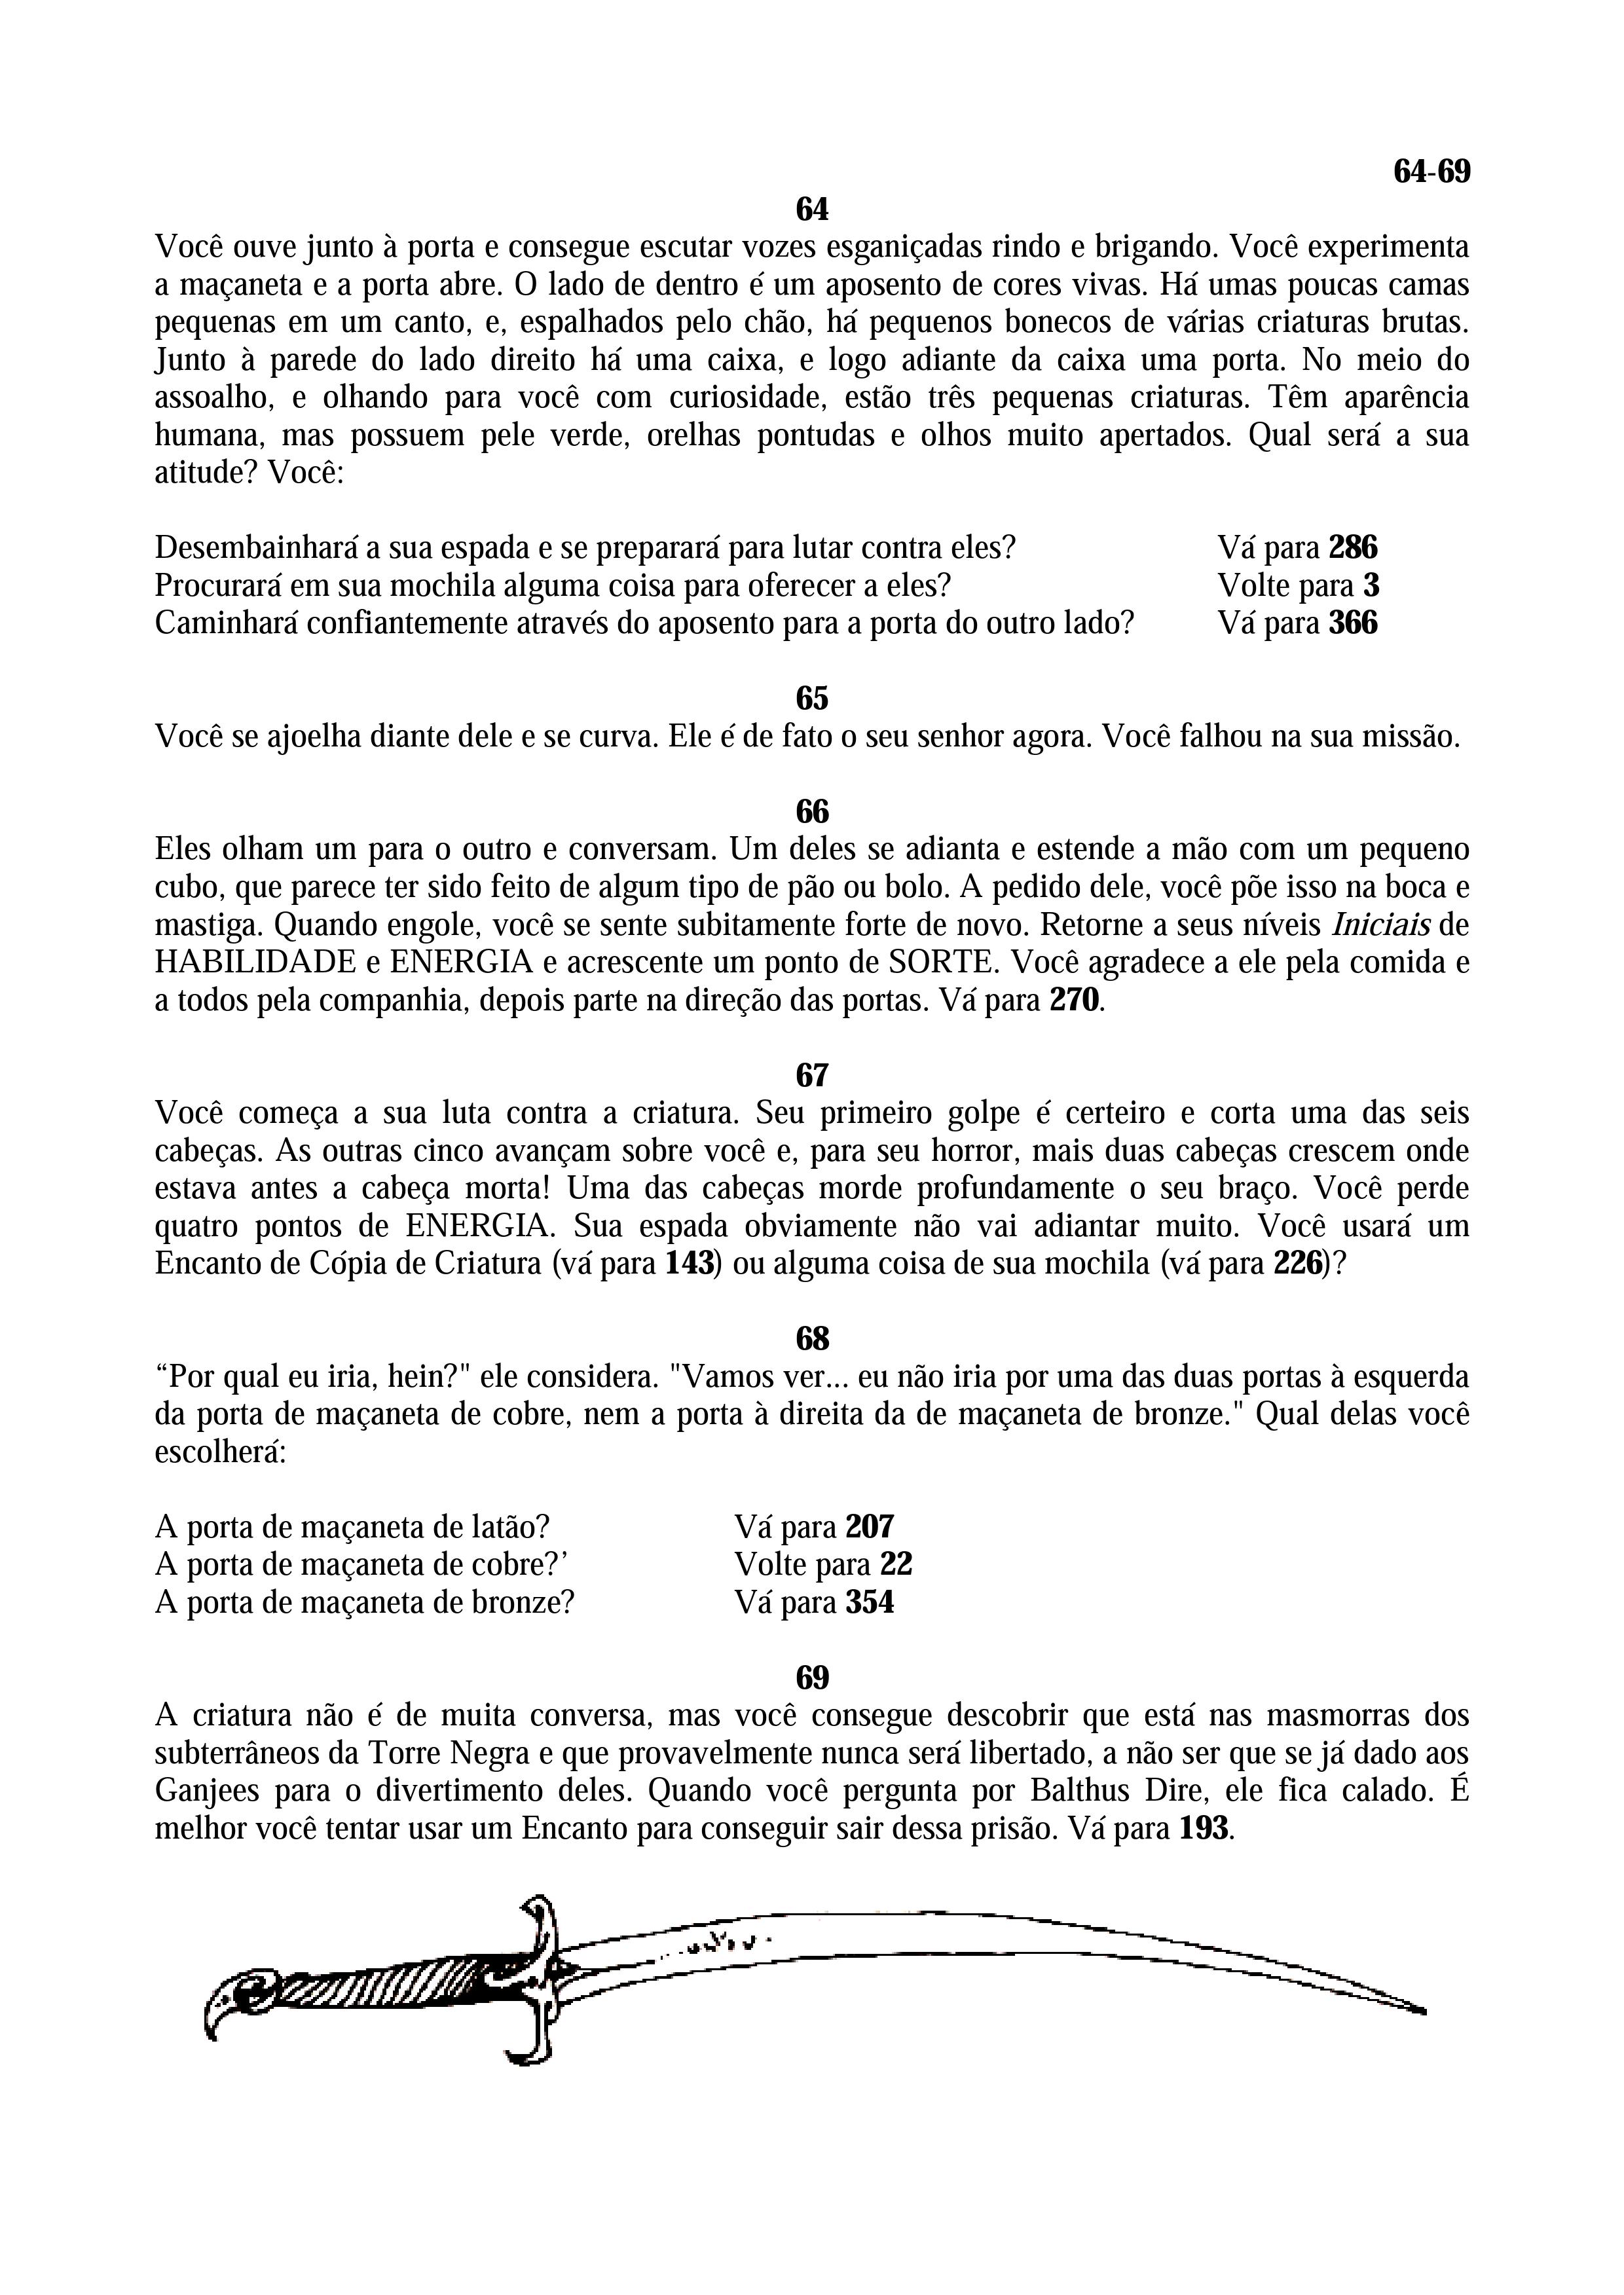 64-69
64
Você ouve junto à porta e consegue escutar vozes esganiçadas rindo e brigando. Você experimenta
a maçaneta e a porta abre. O lado de dentro é um aposento de cores vivas. Há umas poucas camas
pequenas em um canto, e, espalhados pelo chão, há pequenos bonecos de várias criaturas brutas.
Junto à parede do lado direito há uma caixa, e logo adiante da caixa uma porta. No meio do
assoalho, e olhando para você com curiosidade, estão três pequenas criaturas. Têm aparência
humana, mas possuem pele verde, orelhas pontudas e olhos muito apertados. Qual será a sua
atitude? Você:
Desembainhará a sua espada e se preparará para lutar contra eles? Vá para 286
Procurará em sua mochila alguma coisa para oferecer a eles? Volte para 3
Caminhará confiantemente através do aposento para a porta do outro lado? Vá para 366
65
Você se ajoelha diante dele e se curva. Ele é de fato o seu senhor agora. Você falhou na sua missão.
66
Eles olham um para o outro e conversam. Um deles se adianta e estende a mão com um pequeno
cubo, que parece ter sido feito de algum tipo de pão ou bolo. A pedido dele, você põe isso na boca e
mastiga. Quando engole, você se sente subitamente forte de novo. Retorne a seus níveis Iniciais de
HABILIDADE e ENERGIA e acrescente um ponto de SORTE. Você agradece a ele pela comida e
a todos pela companhia, depois parte na direção das portas. Vá para 270.
67
Você começa a sua luta contra a criatura. Seu primeiro golpe é certeiro e corta uma das seis
cabeças. As outras cinco avançam sobre você e, para seu horror, mais duas cabeças crescem onde
estava antes a cabeça morta! Uma das cabeças morde profundamente o seu braço. Você perde
quatro pontos de ENERGIA. Sua espada obviamente não vai adiantar muito. Você usará um
Encanto de Cópia de Criatura (vá para 143) ou alguma coisa de sua mochila (vá para 226)?
68
“Por qual eu iria, hein?" ele considera. "Vamos ver... eu não iria por uma das duas portas à esquerda
da porta de maçaneta de cobre, nem a porta à direita da de maçaneta de bronze." Qual delas você
escolherá:
A porta de maçaneta de latão? Vá para 207
A porta de maçaneta de cobre?’ Volte para 22
A porta de maçaneta de bronze? Vá para 354
69
A criatura não é de muita conversa, mas você consegue descobrir que está nas masmorras dos
subterrâneos da Torre Negra e que provavelmente nunca será libertado, a não ser que se já dado aos
Ganjees para o divertimento deles. Quando você pergunta por Balthus Dire, ele fica calado. É
melhor você tentar usar um Encanto para conseguir sair dessa prisão. Vá para 193.